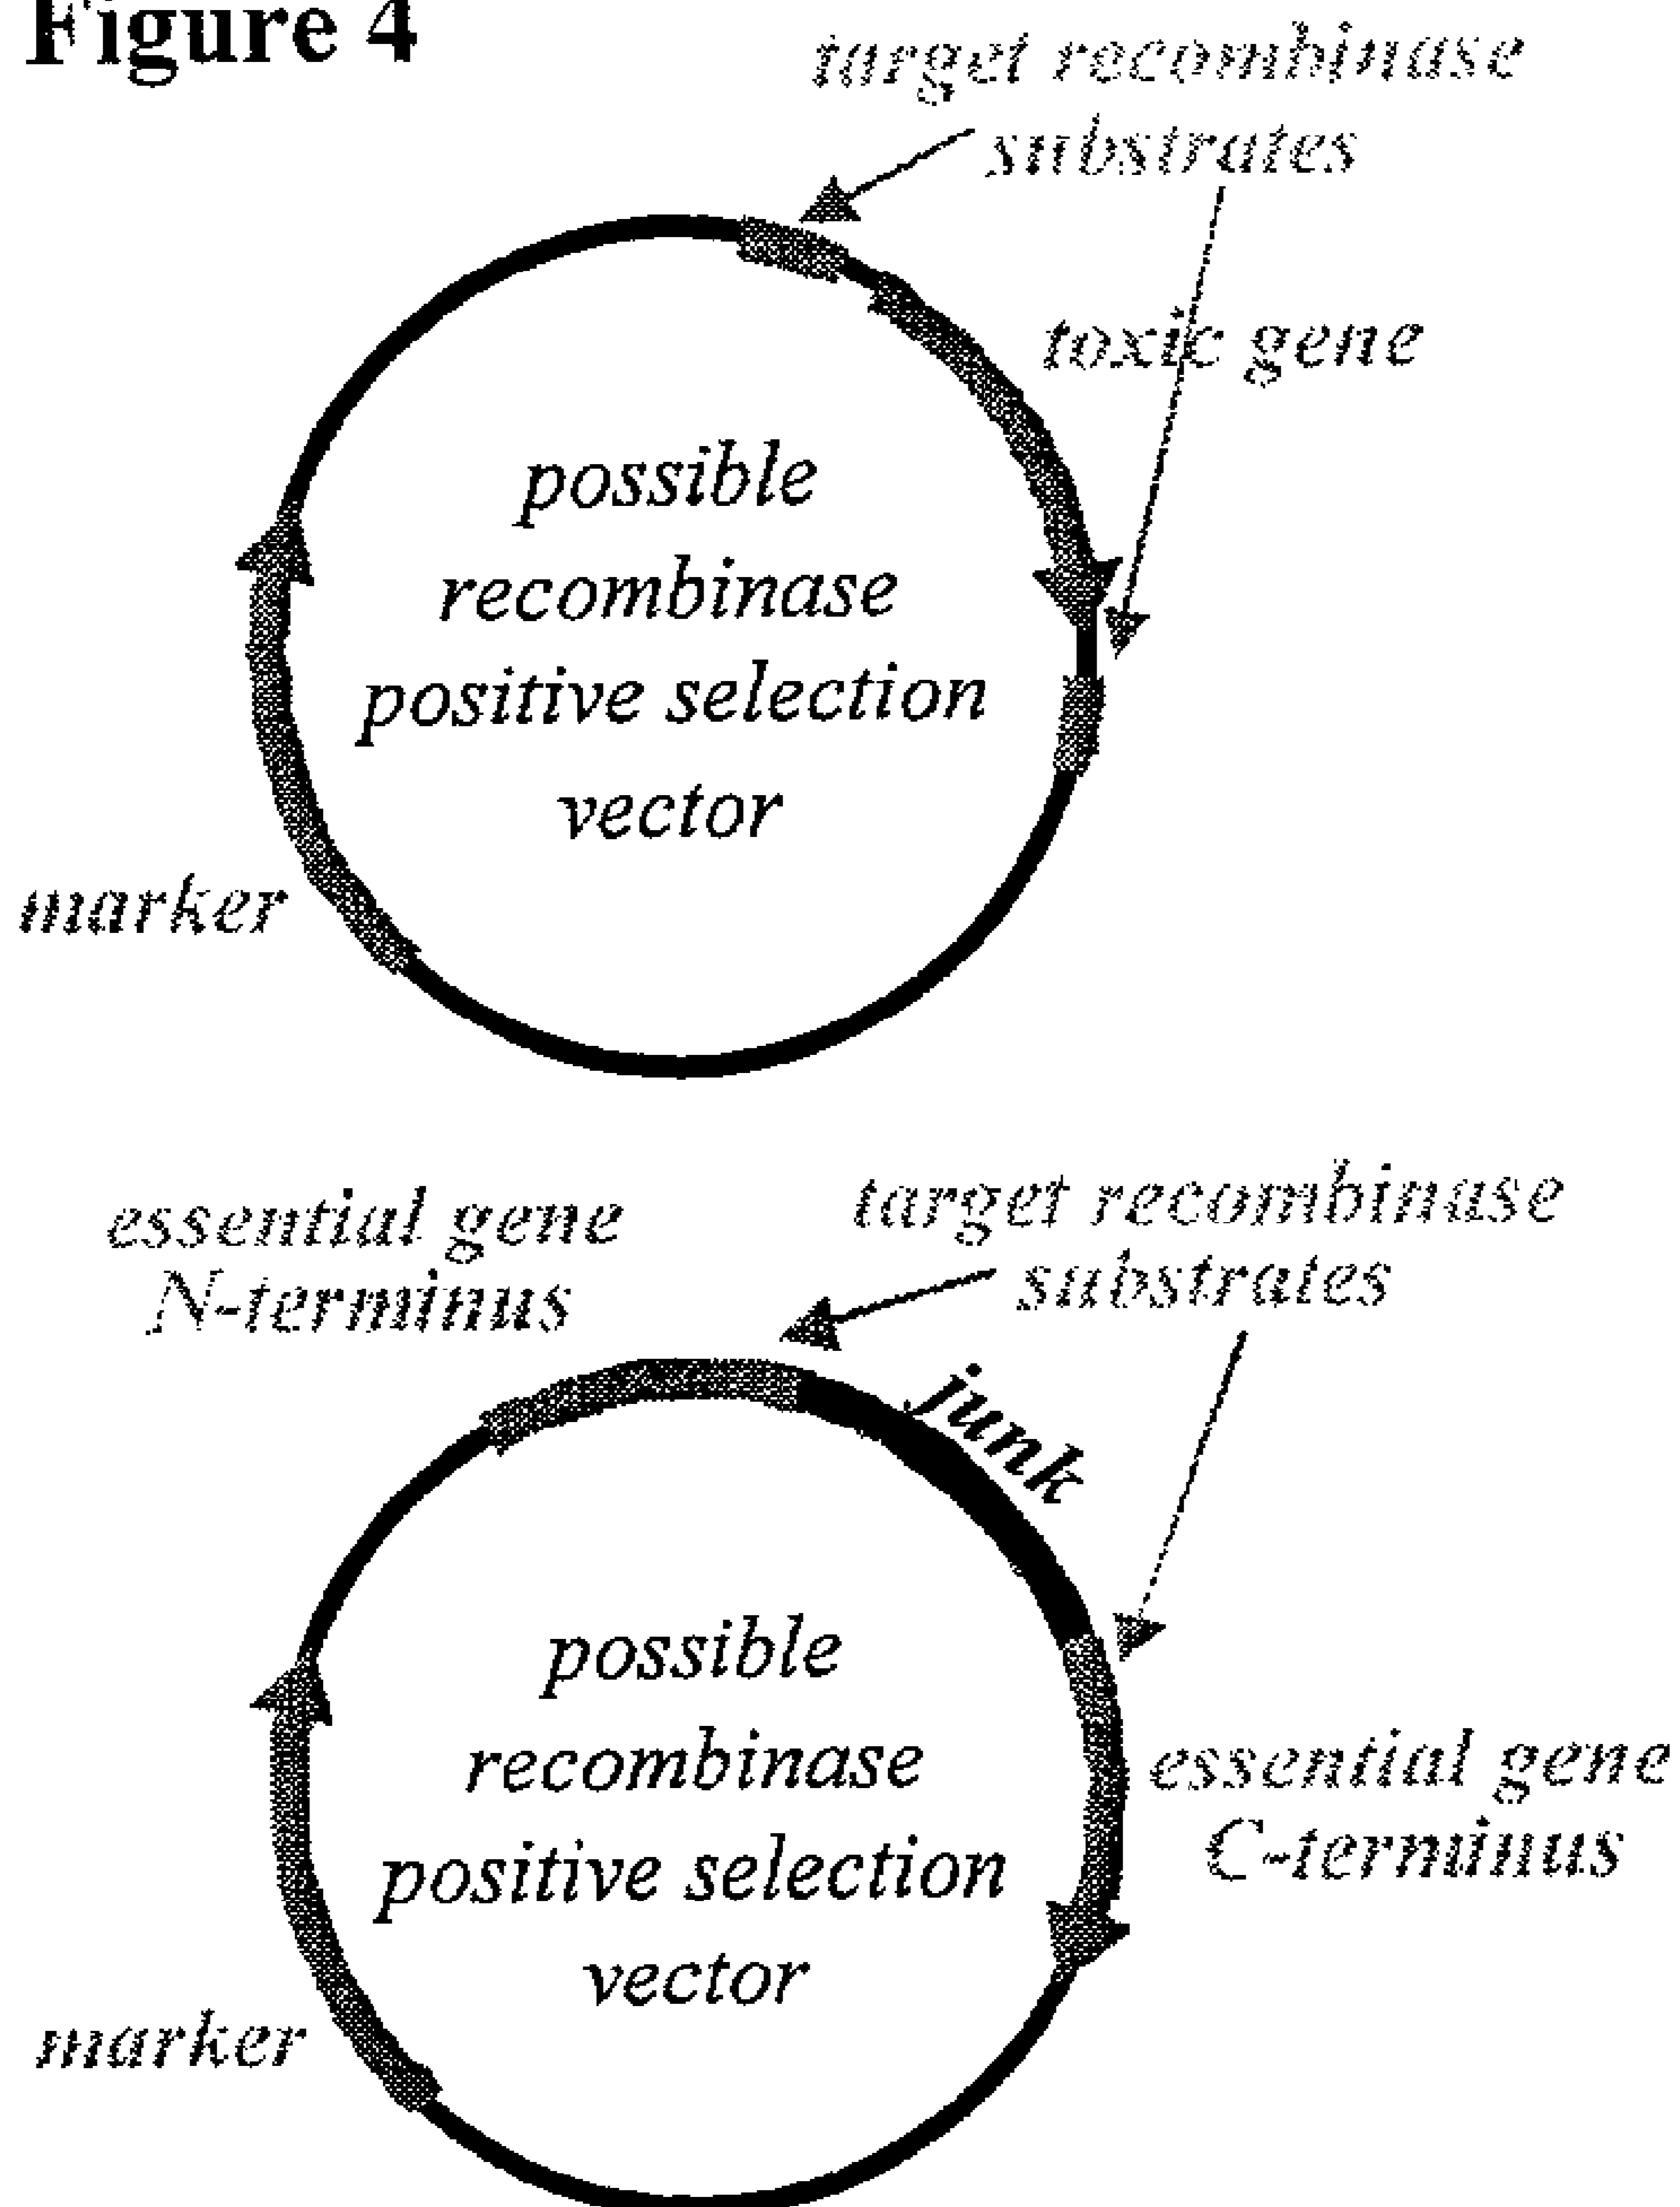 Figure 4
target recombinase
substrates
toxic gene
possible
recombinase
positive selection
vector
marker
essential gene
N-terminus
target recombinase
substrates
junk
possible
recombinase
positive selection
vector
essential gene
C-terminus
marker